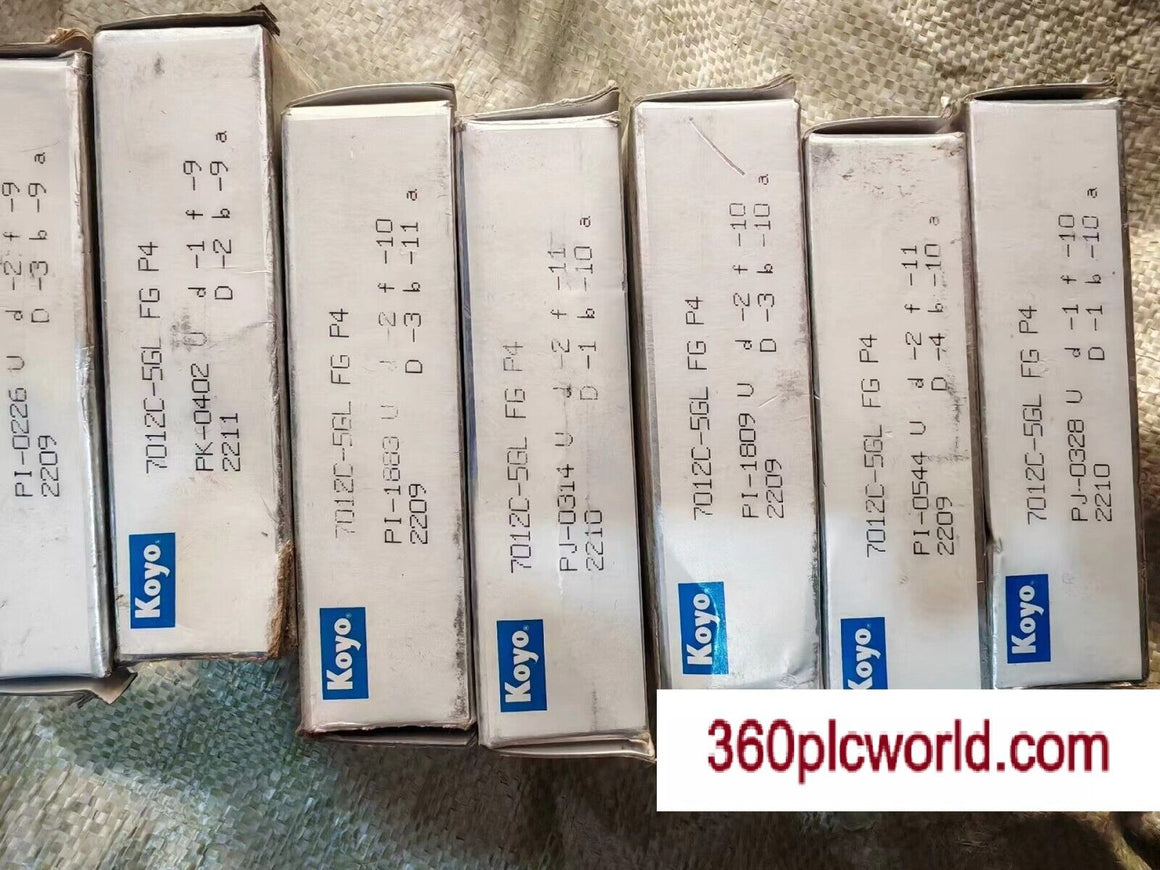 PI-0226 U d -2 f -9
2209 D -3 b -9 a
Koyo
7012C-5GL FG P4
PK-0402 U d -1 f -9
2211 D -2 b -9 a
Koyo
7012C-5GL FG P4
PI-1883 U d -2 f -10
2209 D -3 b -11 a
Koyo
7012C-5GL FG P4
PJ-0314 U d -2 f -11
2210 D -1 b -10 a
Koyo
7012C-5GL FG P4
PI-1809 U d -2 f -10
2209 D -3 b -10 a
Koyo
7012C-5GL FG P4
PI-0544 U d -2 f -11
2209 D -4 b -10 a
Koyo
7012C-5GL FG P4
PJ-0328 U d -1 f -10
2210 D -1 b -10 a
360plcworld.com